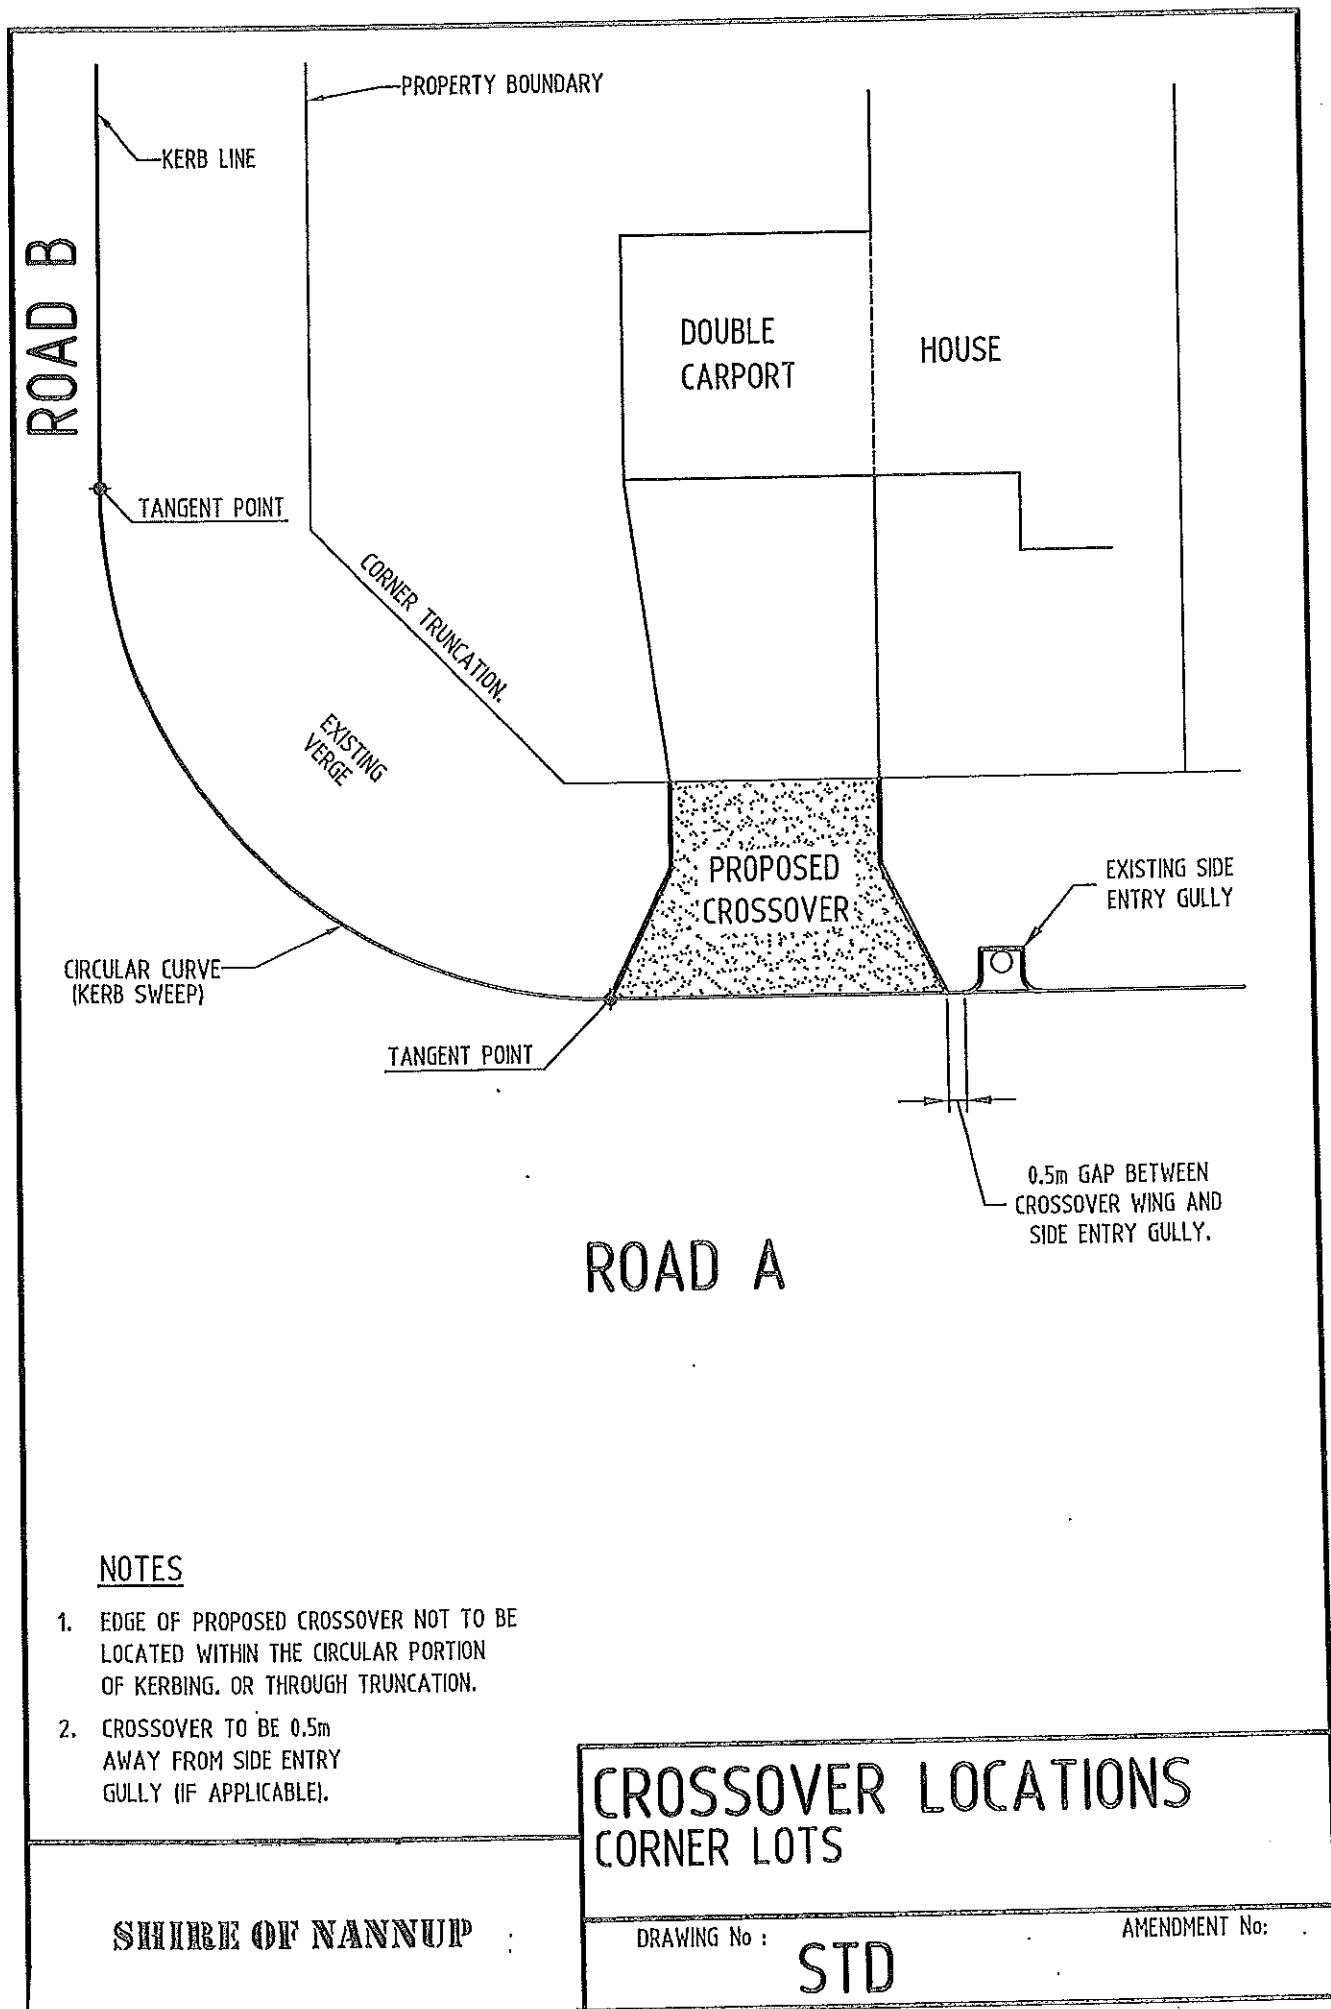 PROPERTY BOUNDARY
KERB LINE
ROAD B
DOUBLE
CARPORT
HOUSE
TANGENT POINT
CORNER TRUNCATION.
EXISTING
VERGE
PROPOSED
CROSSOVER
EXISTING SIDE
ENTRY GULLY
CIRCULAR CURVE
(KERB SWEEP)
TANGENT POINT
0.5m GAP BETWEEN
CROSSOVER WING AND
SIDE ENTRY GULLY.
ROAD A
NOTES
1. EDGE OF PROPOSED CROSSOVER NOT TO BE
LOCATED WITHIN THE CIRCULAR PORTION
OF KERBING. OR THROUGH TRUNCATION.
2. CROSSOVER TO BE 0.5m
AWAY FROM SIDE ENTRY
GULLY (IF APPLICABLE).
CROSSOVER LOCATIONS
CORNER LOTS
SHIRE OF NANNUP
DRAWING No : AMENDMENT No:
STD